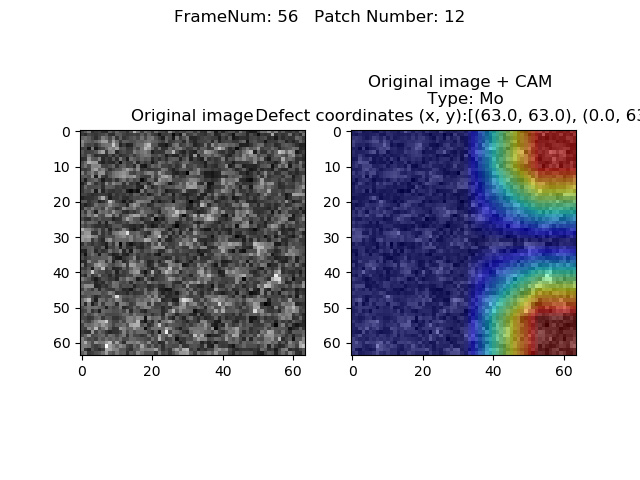 FrameNum: 56   Patch Number: 12
Original image + CAM
Type: Mo
Original image
Defect coordinates (x, y):[(63.0, 63.0), (0.0, 63
0
10
20
30
40
50
60
0 20 40 60
0
10
20
30
40
50
60
0 20 40 60